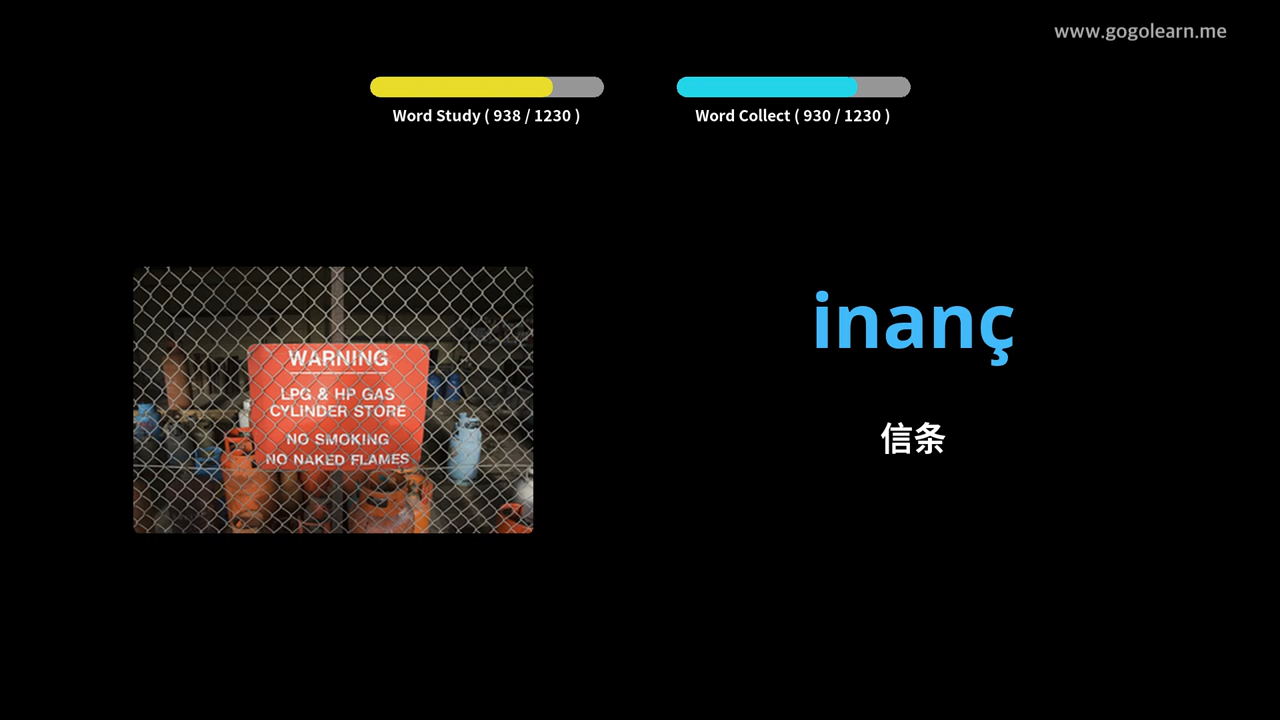 www.gogolearn.me
Word Study ( 938 / 1230 )
Word Collect ( 930 / 1230 )
WARNING
LPG & HP GAS
CYLINDER STORE
NO SMOKING
NO NAKED FLAMES
inanç
信条